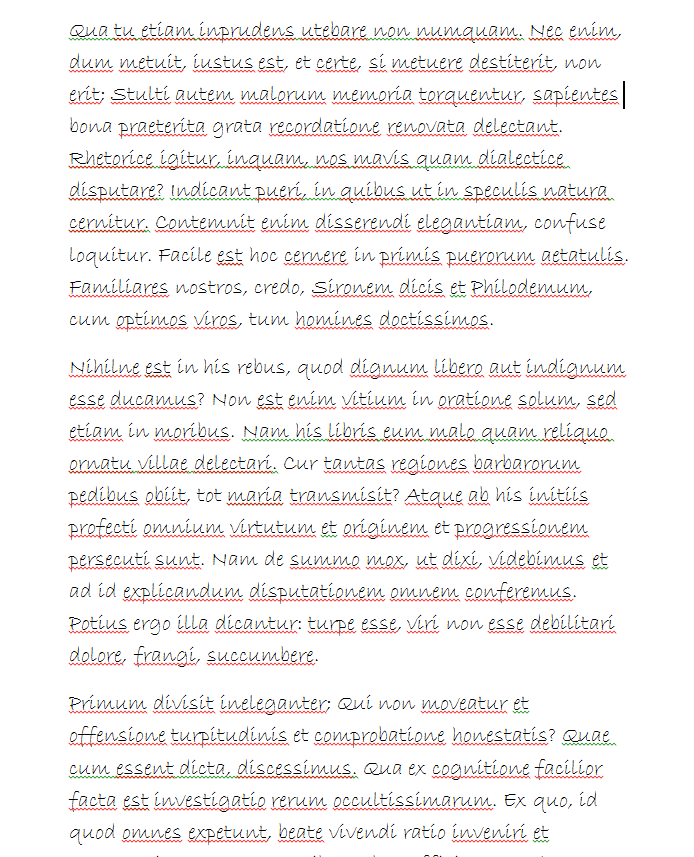 Qua tu etiam inprudens utebare non numquam. Nec enim,
dum metuit, iustus est, et certe, si metuere destiterit, non
erit; Stulti autem malorum memoria torquentur, sapientes
bona praeterita grata recordatione renovata delectant.
Rhetorice igitur, inquam, nos mavis quam dialectice
disputare? Indicant pueri, in quibus ut in speculis natura
cernitur. Contemnit enim disserendi elegantiam, confuse
loquitur. Facile est hoc cernere in primis puerorum aetatulis.
Familiares nostros, credo, Sironem dicis et Philodemum,
cum optimos viros, tum homines doctissimos.
Nihilne est in his rebus, quod dignum libero aut indignum
esse ducamus? Non est enim vitium in oratione solum, sed
etiam in moribus. Nam his libris eum malo quam reliquo
ornatu villae delectari. Cur tantas regiones barbarorum
pedibus obiit, tot maria transmisit? Atque ab his initiis
profecti omnium virtutum et originem et progressionem
persecuti sunt. Nam de summo mox, ut dixi, videbimus et
ad id explicandum disputationem omnem conferemus.
Potius ergo illa dicantur: turpe esse, viri non esse debilitari
dolore, frangi, succumbere.
Primum divisit ineleganter; Qui non moveatur et
offensione turpitudinis et comprobatione honestatis? Quae
cum essent dicta, discessimus. Qua ex cognitione facilior
facta est investigatio rerum occultissimarum. Ex quo, id
quod omnes expetunt, beate vivendi ratio inveniri et